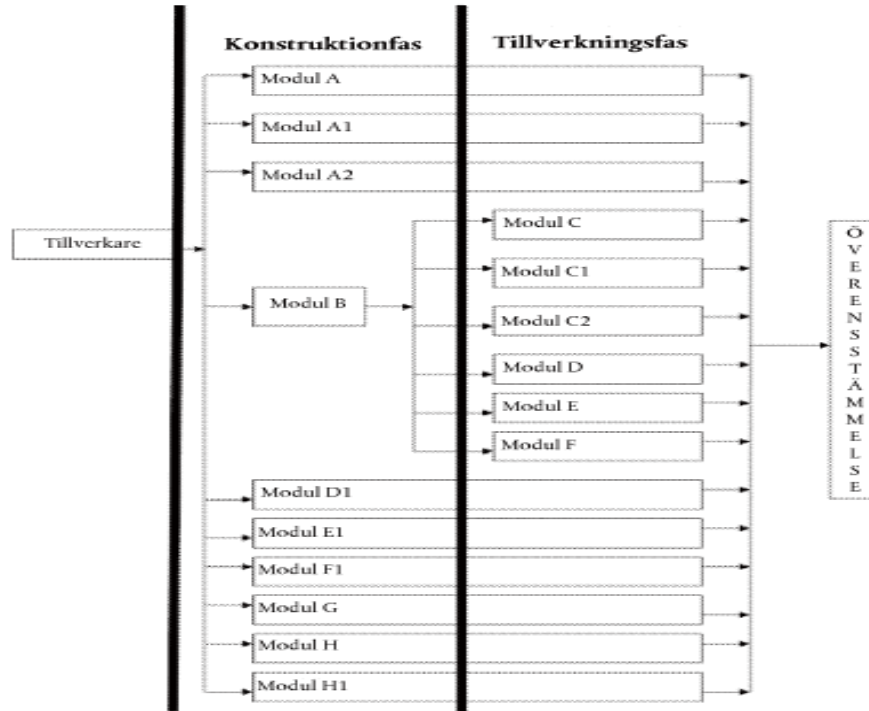 Konstruktionfas
Tillverkningsfas
Modul A
Modul A1
Modul A2
Modul C
Tillverkare
Modul C1
Modul B
Modul C2
Modul D
Modul E
Modul F
Modul D1
Modul E1
Modul F1
Modul G
Modul H
Modul H1
ÖVERENSSTÄMMELSE